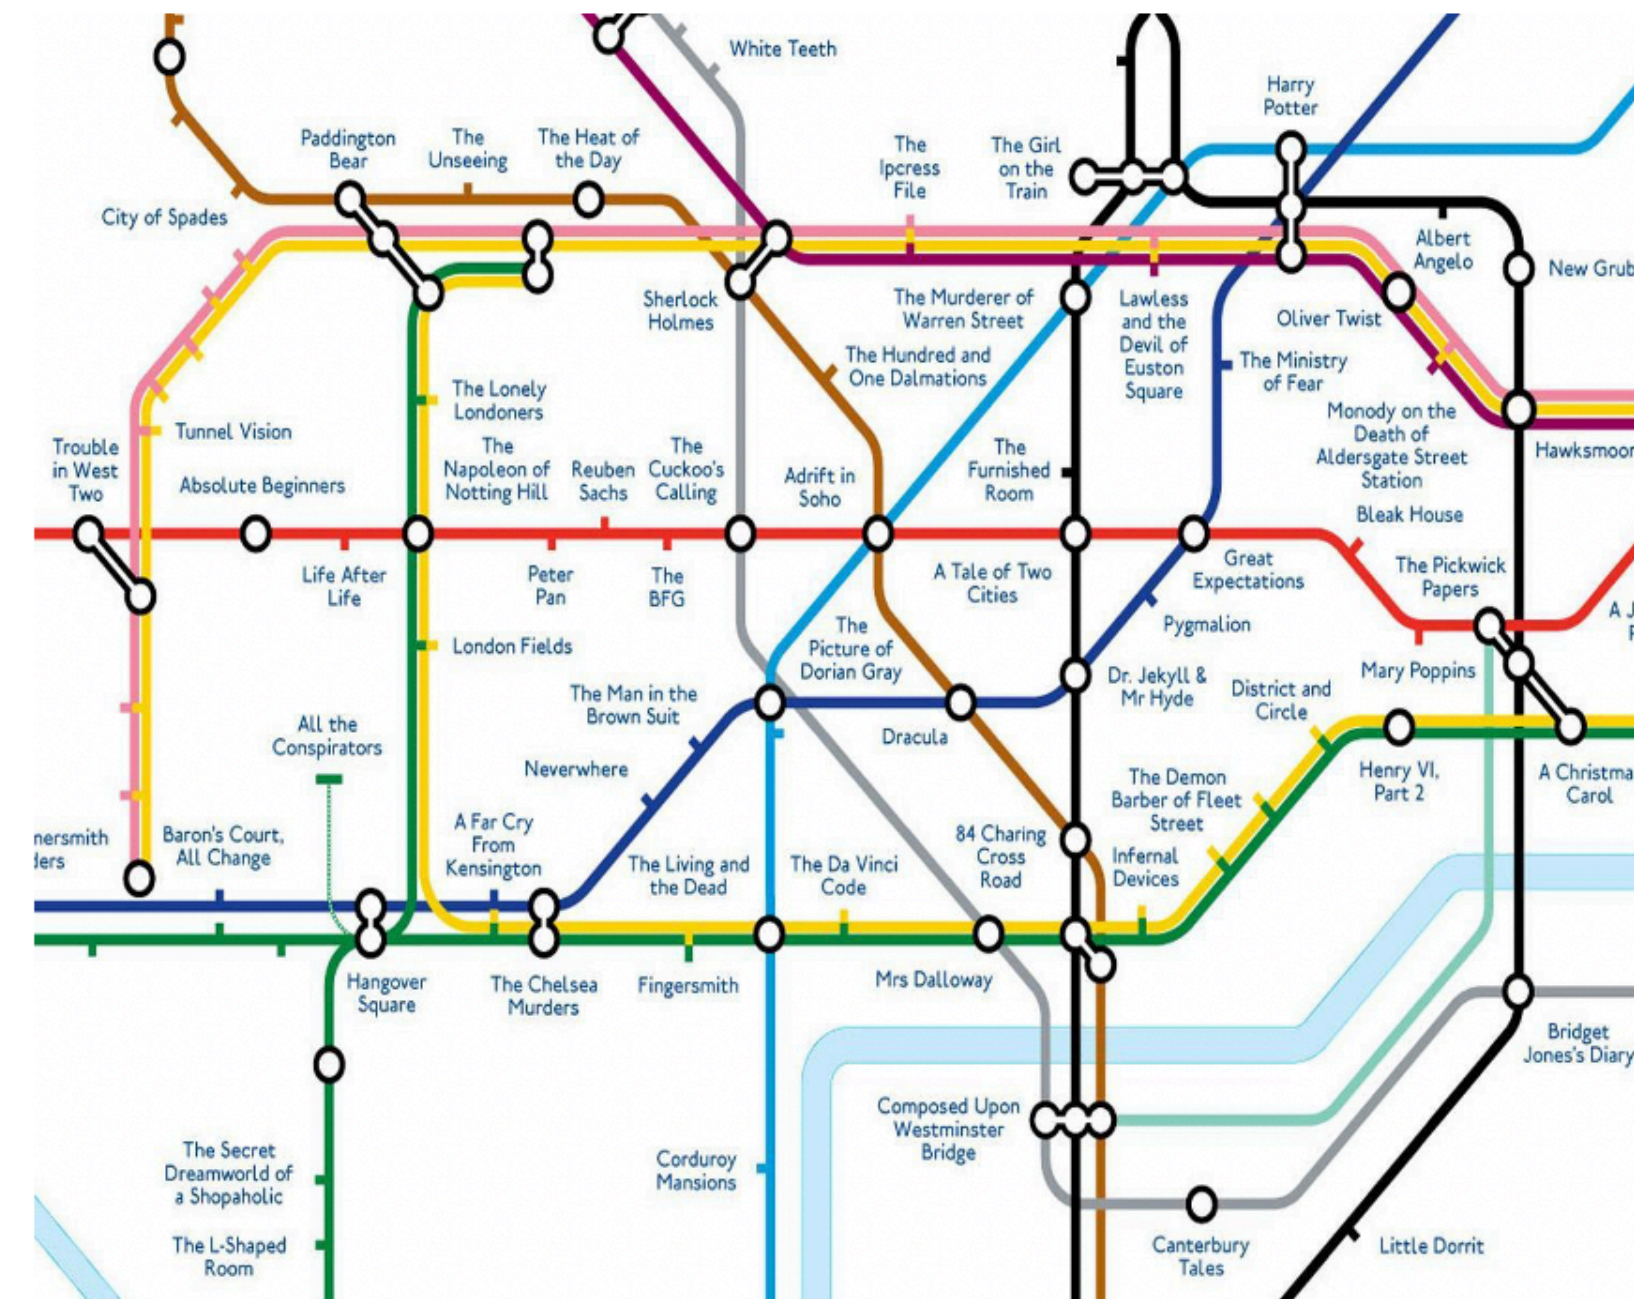 White Teeth
Harry
Potter
Paddington
Bear
The
Unseeing
The Heat of
the Day
The
Ipcress
File
The Girl
on the
Train
City of Spades
Albert
Angelo
New Grub
Sherlock
Holmes
The Murderer of
Warren Street
Lawless
and the
Devil of
Euston
Square
Oliver Twist
The Hundred and
One Dalmations
The Ministry
of Fear
The Lonely
Londoners
Tunnel Vision
Monody on the
Death of
Aldersgate Street
Station
Hawksmoor
Trouble
in West
Two
Absolute Beginners
The
Napoleon of
Notting Hill
Reuben
Sachs
The
Cuckoo's
Calling
Adrift in
Soho
The
Furnished
Room
Bleak House
Life After
Life
Peter
Pan
The
BFG
A Tale of Two
Cities
Great
Expectations
The Pickwick
Papers
A J
Pygmalion
London Fields
The
Picture of
Dorian Gray
Mary Poppins
Dr. Jekyll &
Mr Hyde
District and
Circle
The Man in the
Brown Suit
All the
Conspirators
Dracula
Neverwhere
Henry VI,
Part 2
A Christma
Carol
The Demon
Barber of Fleet
Street
mersmith
ders
Baron's Court,
All Change
A Far Cry
From
Kensington
The Living and
the Dead
The Da Vinci
Code
84 Charing
Cross
Road
Infernal
Devices
Hangover
Square
The Chelsea
Murders
Fingersmith
Mrs Dalloway
Bridget
Jones's Diary
Composed Upon
Westminster
Bridge
The Secret
Dreamworld of
a Shopaholic
Corduroy
Mansions
The L-Shaped
Room
Canterbury
Tales
Little Dorrit